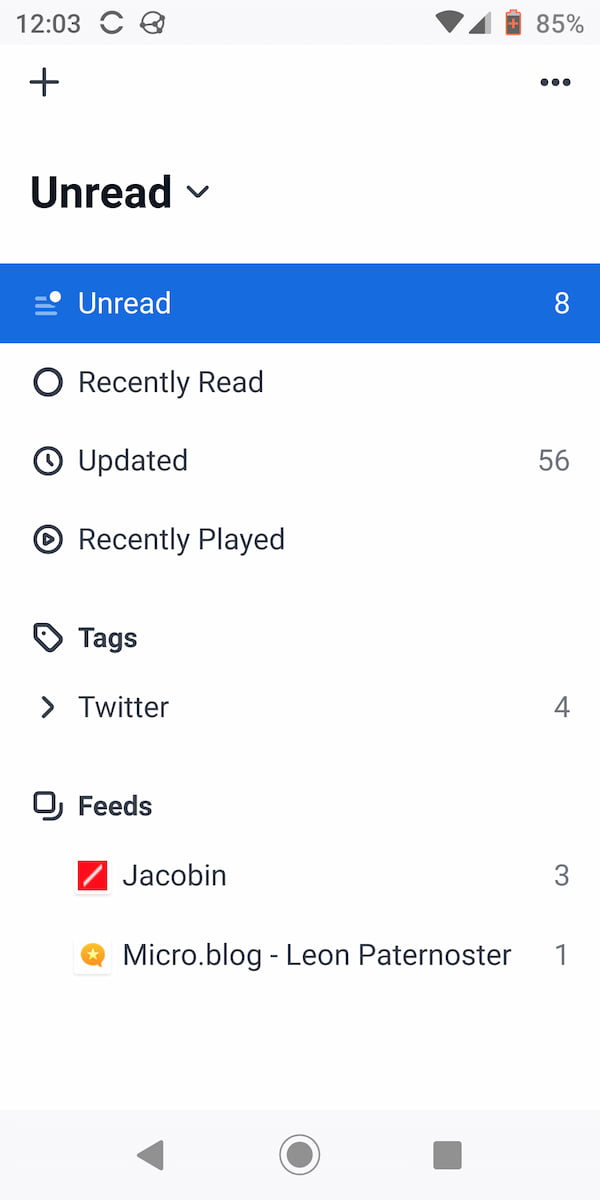 12:03 85%
Unread
Unread 8
Recently Read
Updated 56
Recently Played
Tags
Twitter 4
Feeds
Jacobin 3
Micro.blog - Leon Paternoster 1